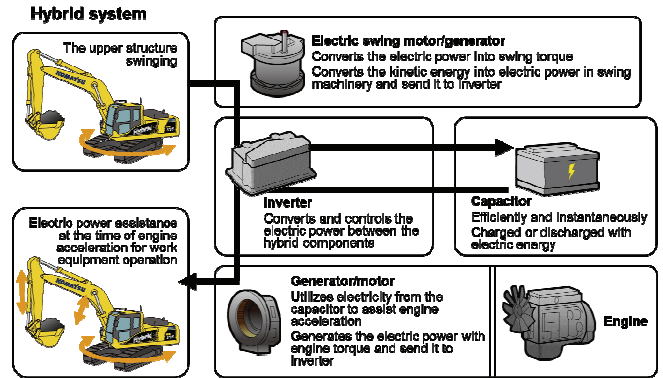 Hybrid system
The upper structure
swinging
KOMATSU
Electric swing motor/generator
Converts the electric power into swing torque
Converts the kinetic energy into electric power in swing
machinery and send it to inverter
Inverter
Converts and controls the
electric power between the
hybrid components
Capacitor
Efficiently and instantaneously
Charged or discharged with
electric energy
Electric power assistance
at the time of engine
acceleration for work
equipment operation
KOMATSU
Generator/motor
Utilizes electricity from the
capacitor to assist engine
acceleration
Generates the electric power with
engine torque and send it to
inverter
Engine